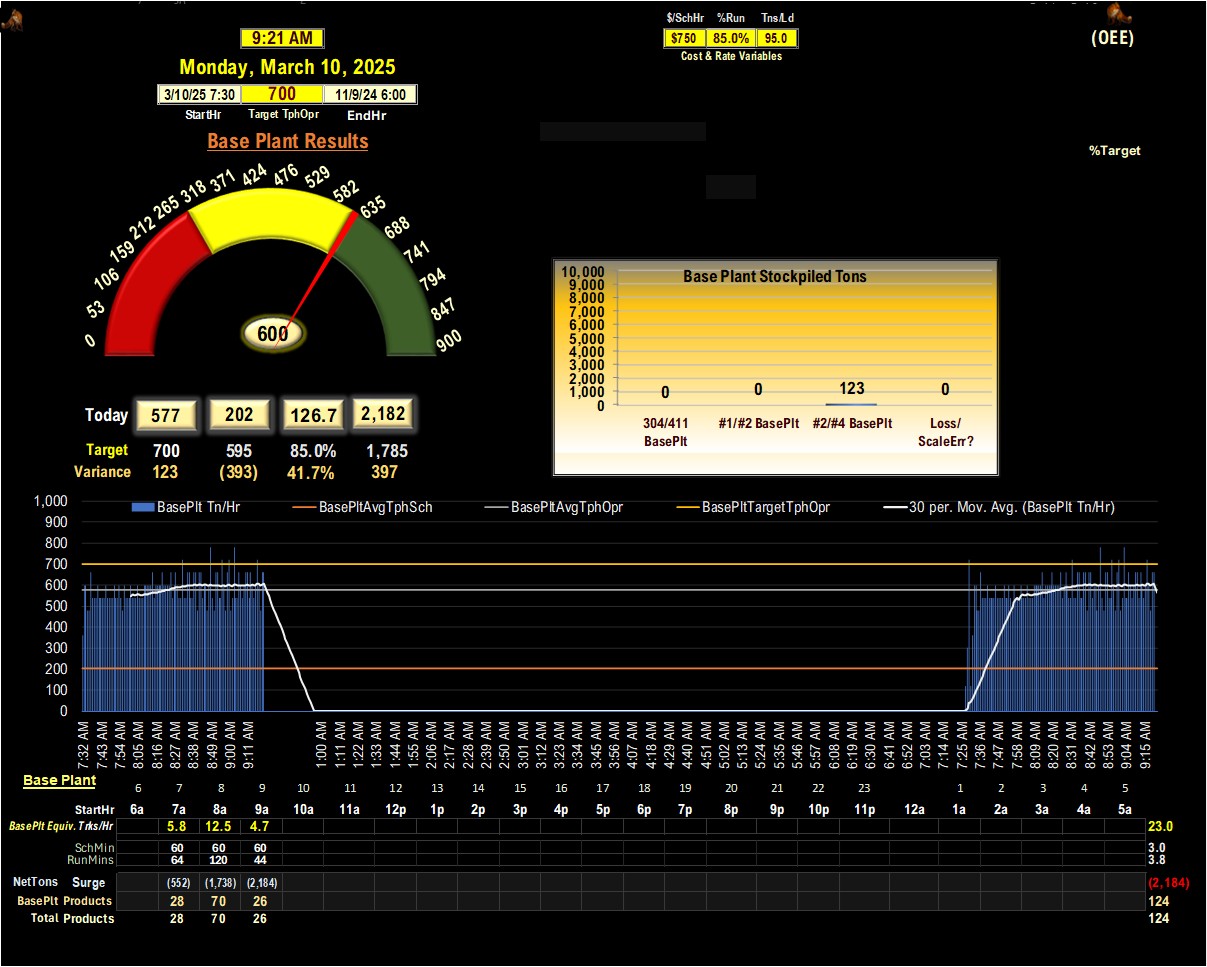 $/SchHr %Run Tns/Ld
9:21 AM
$750 85.0% 95.0
(OEE)
Cost & Rate Variables
Monday, March 10, 2025
3/10/25 7:30 700 11/9/24 6:00
StartHr Target TphOpr EndHr
Base Plant Results
%Target
0 53 106 159 212 265 318 371 424 476 529 582 635 688 741 794 847 900
600
Base Plant Stockpiled Tons
10,000
9,000
8,000
7,000
6,000
5,000
4,000
3,000
2,000
1,000
0
0 0 123 0
304/411 BasePlt
#1/#2 BasePlt
#2/#4 BasePlt
Loss/ ScaleErr?
Today 577 202 126.7 2,182
Target 700 595 85.0% 1,785
Variance 123 (393) 41.7% 397
BasePlt Tn/Hr BasePltAvgTphSch BasePltAvgTphOpr BasePltTargetTphOpr 30 per. Mov. Avg. (BasePlt Tn/Hr)
1,000
900
800
700
600
500
400
300
200
100
0
7:32 AM 7:43 AM 7:54 AM 8:05 AM 8:16 AM 8:27 AM 8:38 AM 8:49 AM 9:00 AM 9:11 AM 1:00 AM 1:11 AM 1:22 AM 1:33 AM 1:44 AM 1:55 AM 2:06 AM 2:17 AM 2:28 AM 2:39 AM 2:50 AM 3:01 AM 3:12 AM 3:23 AM 3:34 AM 3:45 AM 3:56 AM 4:07 AM 4:18 AM 4:29 AM 4:40 AM 4:51 AM 5:02 AM 5:13 AM 5:24 AM 5:35 AM 5:46 AM 5:57 AM 6:08 AM 6:19 AM 6:30 AM 6:41 AM 6:52 AM 7:03 AM 7:14 AM 7:25 AM 7:36 AM 7:47 AM 7:58 AM 8:09 AM 8:20 AM 8:31 AM 8:42 AM 8:53 AM 9:04 AM 9:15 AM
Base Plant
6 7 8 9 10 11 12 13 14 15 16 17 18 19 20 21 22 23 1 2 3 4 5
StartHr 6a 7a 8a 9a 10a 11a 12p 1p 2p 3p 4p 5p 6p 7p 8p 9p 10p 11p 12a 1a 2a 3a 4a 5a
BasePlt Equiv. Trks/Hr 5.8 12.5 4.7 23.0
SchMin 60 60 60 3.0
RunMins 64 120 44 3.8
NetTons Surge (552) (1,738) (2,184) (2,184)
BasePlt Products 28 70 26 124
Total Products 28 70 26 124